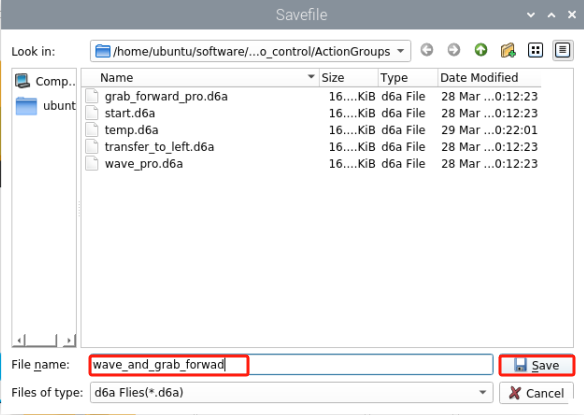 Savefile
Look in: /home/ubuntu/software/...o_control/ActionGroups
Comp...
ubunt
Name Size Type Date Modified
grab_forward_pro.d6a 16....KiB d6a File 28 Mar ...0:12:23
start.d6a 16....KiB d6a File 28 Mar ...0:12:23
temp.d6a 16....KiB d6a File 29 Mar ...0:22:01
transfer_to_left.d6a 16....KiB d6a File 28 Mar ...0:12:23
wave_pro.d6a 16....KiB d6a File 28 Mar ...0:12:23
File name: wave_and_grab_forwad Save
Files of type: d6a Flies(*.d6a) Cancel